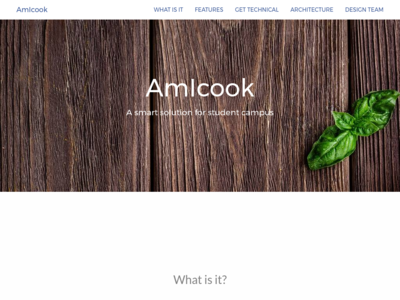 AmIcook
WHAT IS IT FEATURES GET TECHNICAL ARCHITECTURE DESIGN TEAM
AmIcook
A smart solution for student campus
What is it?